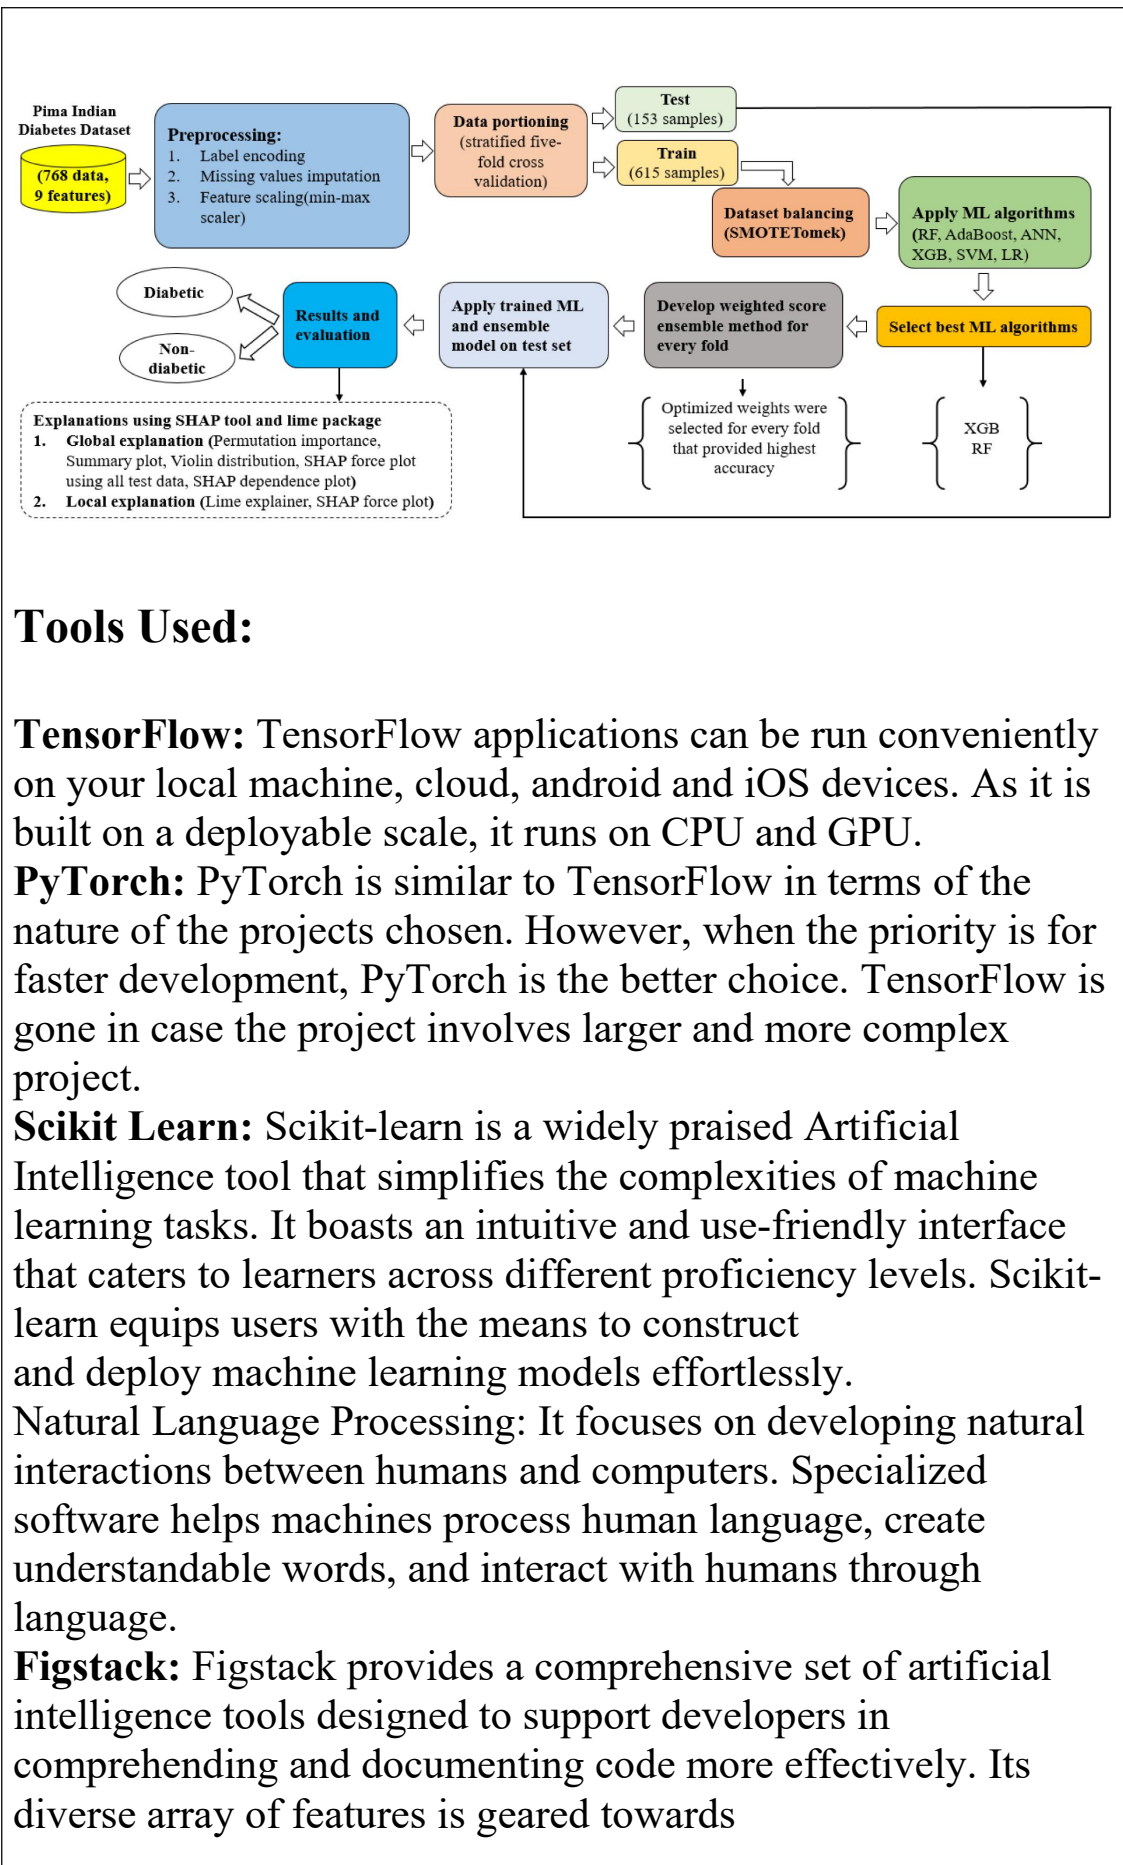 Pima Indian
Diabetes Dataset
(768 data,
9 features)
Preprocessing:
1. Label encoding
2. Missing values imputation
3. Feature scaling(min-max
scaler)
Data portioning
(stratified five-
fold cross
validation)
Test
(153 samples)
Train
(615 samples)
Dataset balancing
(SMOTETomek)
Apply ML algorithms
(RF, AdaBoost, ANN,
XGB, SVM, LR)
Select best ML algorithms
XGB
RF
Develop weighted score
ensemble method for
every fold
Optimized weights were
selected for every fold
that provided highest
accuracy
Apply trained ML
and ensemble
model on test set
Results and
evaluation
Diabetic
Non-
diabetic
Explanations using SHAP tool and lime package
1. Global explanation (Permutation importance,
Summary plot, Violin distribution, SHAP force plot
using all test data, SHAP dependence plot)
2. Local explanation (Lime explainer, SHAP force plot)
Tools Used:
TensorFlow: TensorFlow applications can be run conveniently
on your local machine, cloud, android and iOS devices. As it is
built on a deployable scale, it runs on CPU and GPU.
PyTorch: PyTorch is similar to TensorFlow in terms of the
nature of the projects chosen. However, when the priority is for
faster development, PyTorch is the better choice. TensorFlow is
gone in case the project involves larger and more complex
project.
Scikit Learn: Scikit-learn is a widely praised Artificial
Intelligence tool that simplifies the complexities of machine
learning tasks. It boasts an intuitive and use-friendly interface
that caters to learners across different proficiency levels. Scikit-
learn equips users with the means to construct
and deploy machine learning models effortlessly.
Natural Language Processing: It focuses on developing natural
interactions between humans and computers. Specialized
software helps machines process human language, create
understandable words, and interact with humans through
language.
Figstack: Figstack provides a comprehensive set of artificial
intelligence tools designed to support developers in
comprehending and documenting code more effectively. Its
diverse array of features is geared towards